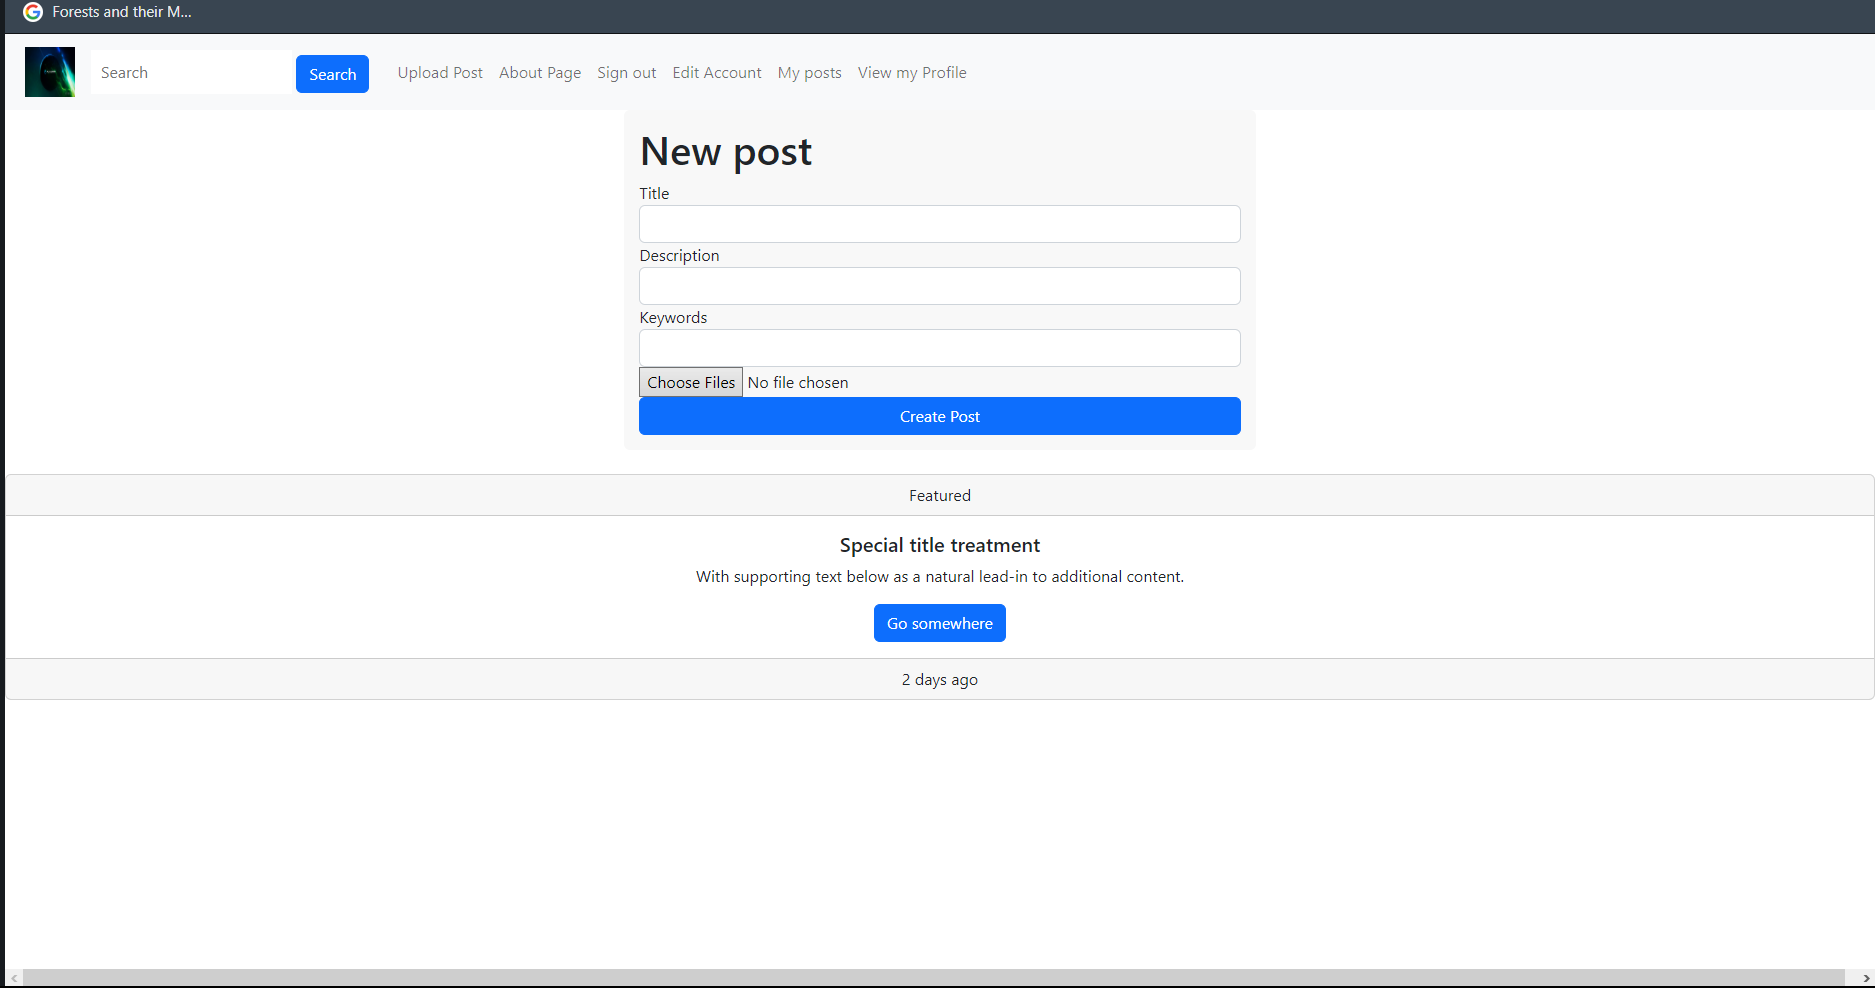 Forests and their M...
Search Search Upload Post About Page Sign out Edit Account My posts View my Profile
New post
Title
Description
Keywords
Choose Files No file chosen
Create Post
Featured
Special title treatment
With supporting text below as a natural lead-in to additional content.
Go somewhere
2 days ago